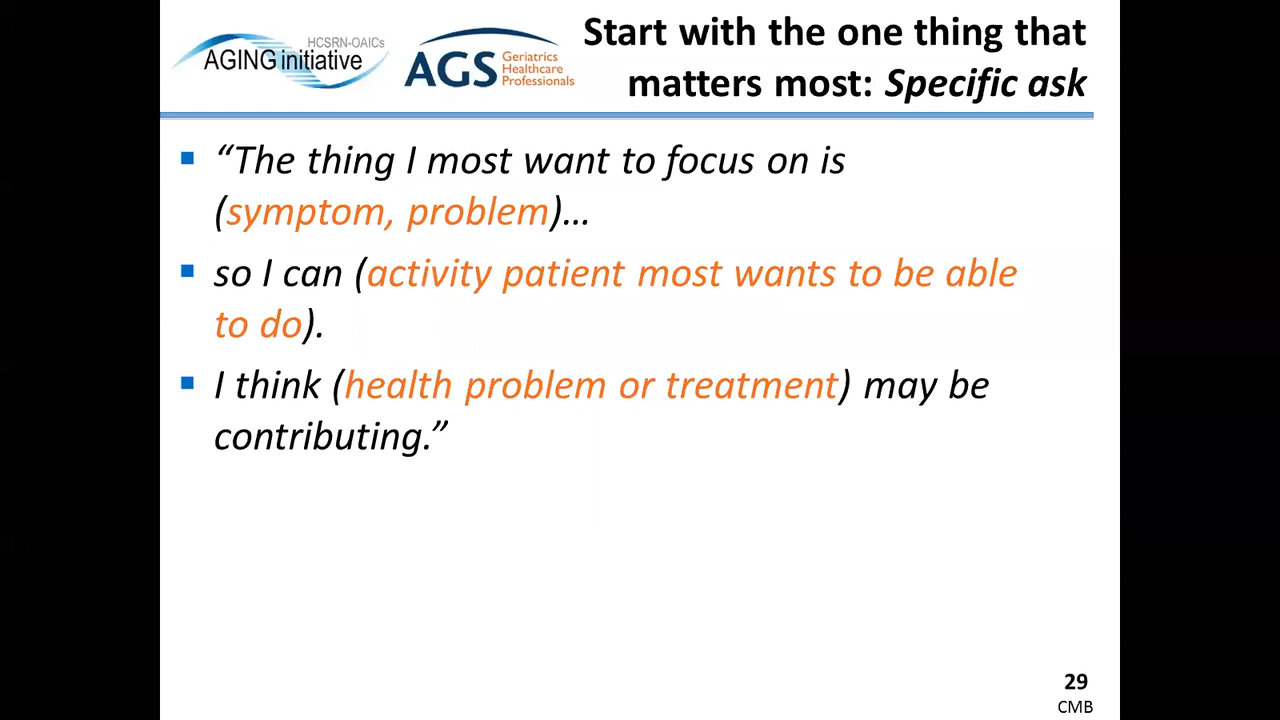 HCSRN-OAICs
AGING initiative
AGS
Geriatrics
Healthcare
Professionals
Start with the one thing that
matters most: Specific ask
“The thing I most want to focus on is
(symptom, problem)…
so I can (activity patient most wants to be able
to do).
I think (health problem or treatment) may be
contributing.”
29
CMB